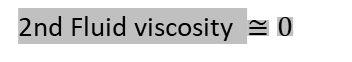 2nd Fluid viscosity ≅ 0